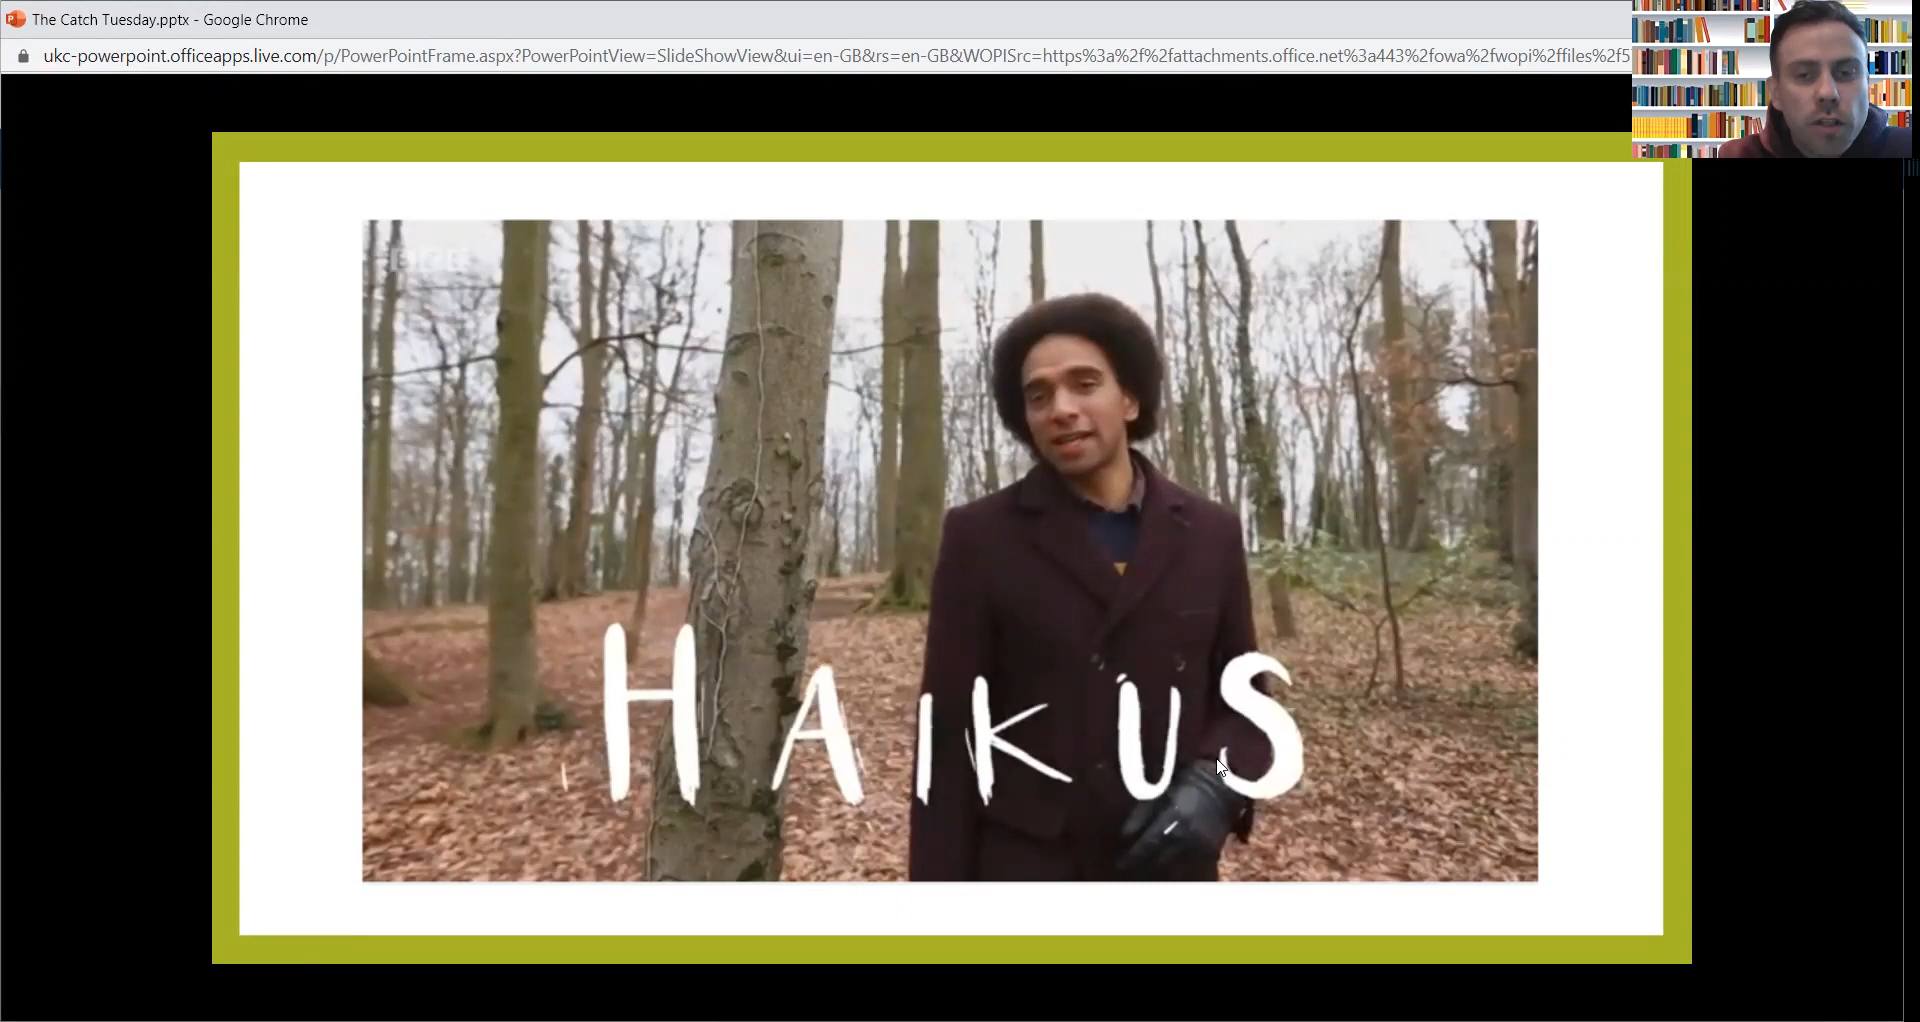 The Catch Tuesday.pptx - Google Chrome
ukc-powerpoint.officeapps.live.com/p/PowerPointFrame.aspx?PowerPointView=SlideShowView&ui=en-GB&rs=en-GB&WOPISrc=https%3a%2f%2fattachments.office.net%3a443%2fowa%2fwopi%2ffiles%2f5
HAIKUS